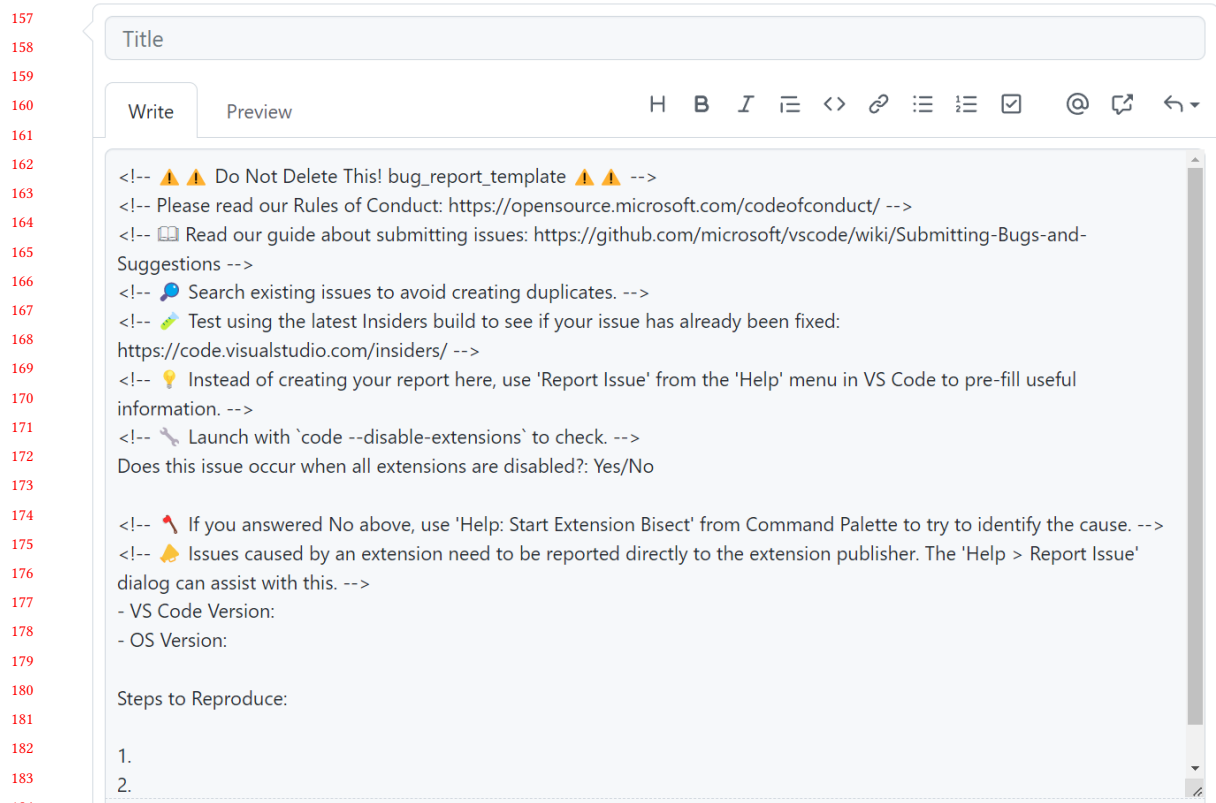 157
Title
158
159
160
Write Preview H B I @
161
162
<!-- ⚠️ ⚠️ Do Not Delete This! bug_report_template ⚠️ ⚠️ -->
163
<!-- Please read our Rules of Conduct: https://opensource.microsoft.com/codeofconduct/ -->
164
<!-- 📖 Read our guide about submitting issues: https://github.com/microsoft/vscode/wiki/Submitting-Bugs-and-
165
Suggestions -->
166
<!-- 🔎 Search existing issues to avoid creating duplicates. -->
167
<!-- 🧪 Test using the latest Insiders build to see if your issue has already been fixed:
168
https://code.visualstudio.com/insiders/ -->
169
<!-- 💡 Instead of creating your report here, use 'Report Issue' from the 'Help' menu in VS Code to pre-fill useful
170
information. -->
171
<!-- 🔧 Launch with `code --disable-extensions` to check. -->
172
Does this issue occur when all extensions are disabled?: Yes/No
173
174
<!-- 🪓 If you answered No above, use 'Help: Start Extension Bisect' from Command Palette to try to identify the cause. -->
175
<!-- 📣 Issues caused by an extension need to be reported directly to the extension publisher. The 'Help > Report Issue'
176
dialog can assist with this. -->
177
- VS Code Version:
178
- OS Version:
179
180
Steps to Reproduce:
181
182
1.
183
2.